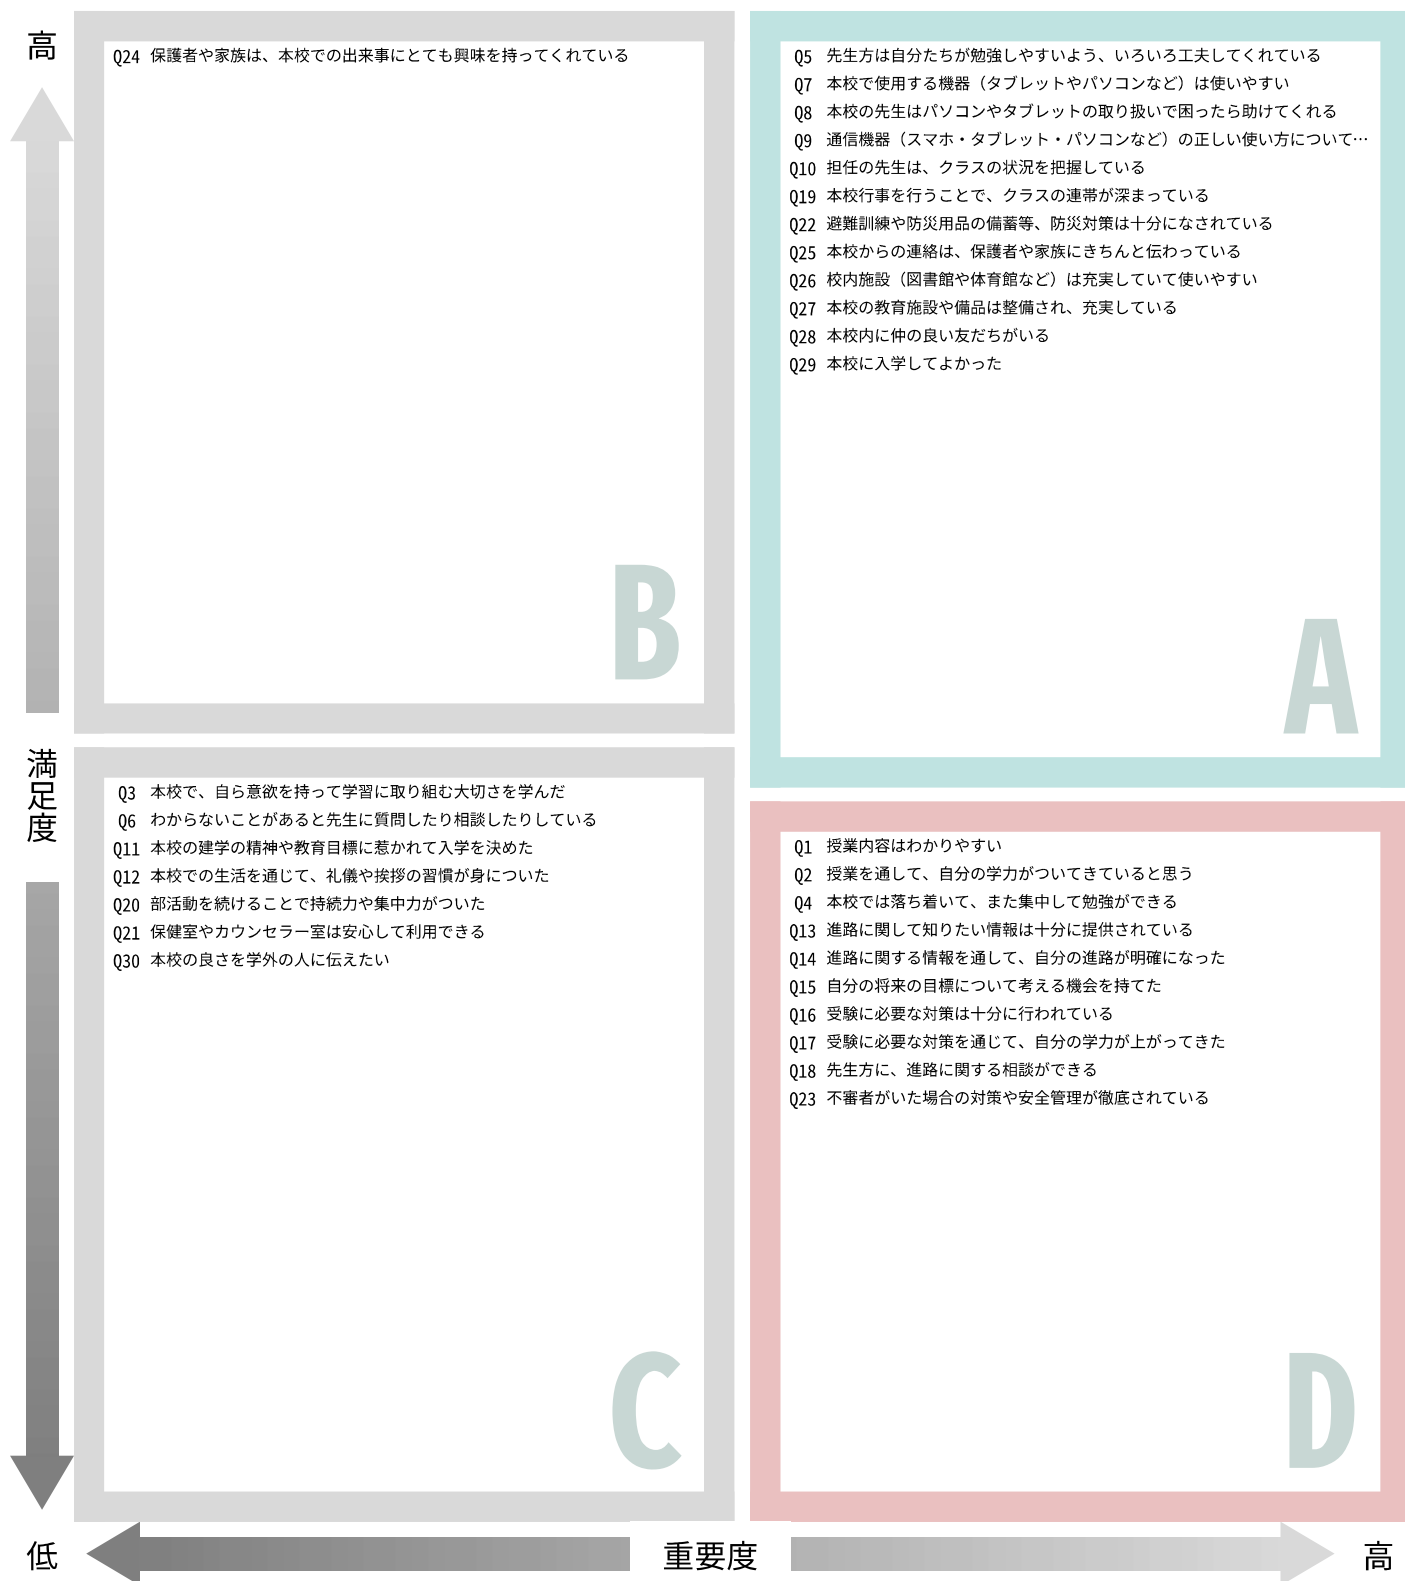 高
Q24 保護者や家族は、本校での出来事にとても興味を持ってくれている
B
Q5 先生方は自分たちが勉強しやすいよう、いろいろ工夫してくれている
Q7 本校で使用する機器（タブレットやパソコンなど）は使いやすい
Q8 本校の先生はパソコンやタブレットの取り扱いで困ったら助けてくれる
Q9 通信機器（スマホ・タブレット・パソコンなど）の正しい使い方について…
Q10 担任の先生は、クラスの状況を把握している
Q19 本校行事を行うことで、クラスの連帯が深まっている
Q22 避難訓練や防災用品の備蓄等、防災対策は十分になされている
Q25 本校からの連絡は、保護者や家族にきちんと伝わっている
Q26 校内施設（図書館や体育館など）は充実していて使いやすい
Q27 本校の教育施設や備品は整備され、充実している
Q28 本校内に仲の良い友だちがいる
Q29 本校に入学してよかった
A
満足度
Q3 本校で、自ら意欲を持って学習に取り組む大切さを学んだ
Q6 わからないことがあると先生に質問したり相談したりしている
Q11 本校の建学の精神や教育目標に惹かれて入学を決めた
Q12 本校での生活を通じて、礼儀や挨拶の習慣が身についた
Q20 部活動を続けることで持続力や集中力がついた
Q21 保健室やカウンセラー室は安心して利用できる
Q30 本校の良さを学外の人に伝えたい
C
Q1 授業内容はわかりやすい
Q2 授業を通して、自分の学力がついてきていると思う
Q4 本校では落ち着いて、また集中して勉強ができる
Q13 進路に関して知りたい情報は十分に提供されている
Q14 進路に関する情報を通して、自分の進路が明確になった
Q15 自分の将来の目標について考える機会を持てた
Q16 受験に必要な対策は十分に行われている
Q17 受験に必要な対策を通じて、自分の学力が上がってきた
Q18 先生方に、進路に関する相談ができる
Q23 不審者がいた場合の対策や安全管理が徹底されている
D
低
重要度
高